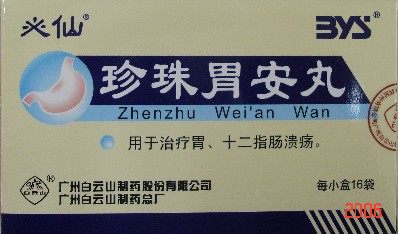 必仙®
BYS®
珍珠胃安丸
Zhenzhu Wei'an Wan
用于治疗胃、十二指肠溃疡。
广州白云山制药股份有限公司
广州白云山制药总厂
每小盒16袋
2006